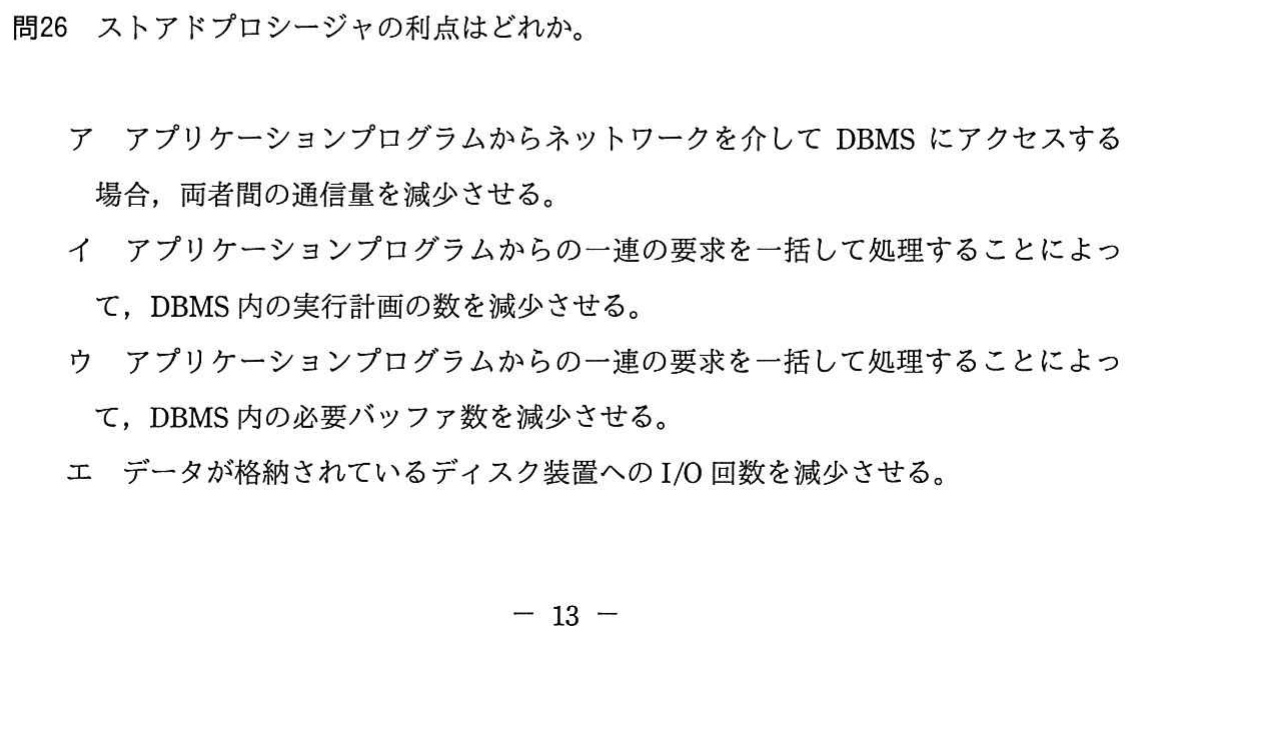 問26　ストアドプロシージャの利点はどれか。
ア　アプリケーションプログラムからネットワークを介して DBMS にアクセスする
場合，両者間の通信量を減少させる。
イ　アプリケーションプログラムからの一連の要求を一括して処理することによっ
て，DBMS 内の実行計画の数を減少させる。
ウ　アプリケーションプログラムからの一連の要求を一括して処理することによっ
て，DBMS 内の必要バッファ数を減少させる。
エ　データが格納されているディスク装置への I/O 回数を減少させる。
－ 13 －